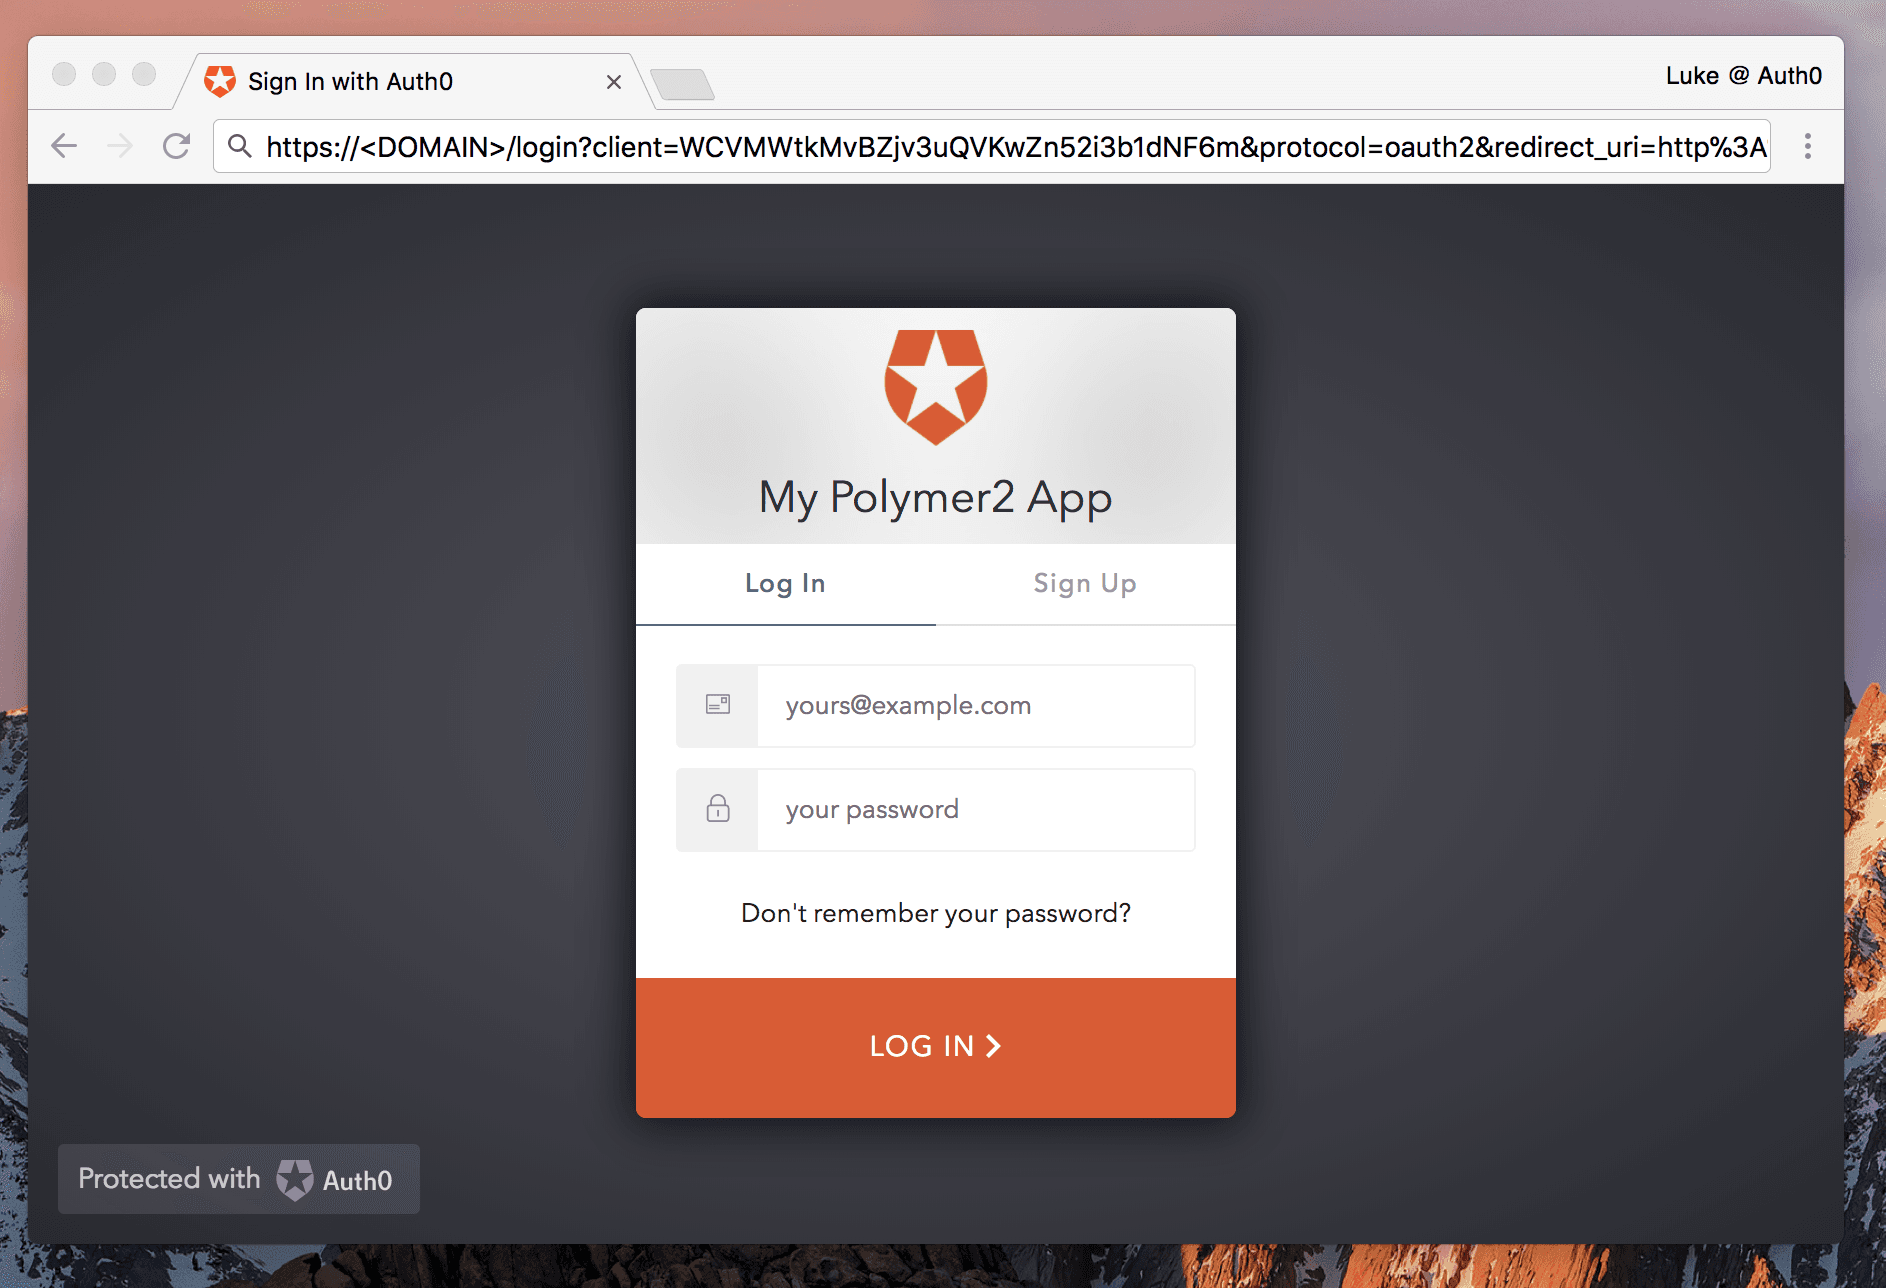 Sign In with Auth0
Luke @ Auth0
https://<DOMAIN>/login?client=WCVMWtkMvBZjv3uQVKwZn52i3b1dNF6m&protocol=oauth2&redirect_uri=http%3A
My Polymer2 App
Log In
Sign Up
yours@example.com
your password
Don't remember your password?
LOG IN
Protected with Auth0